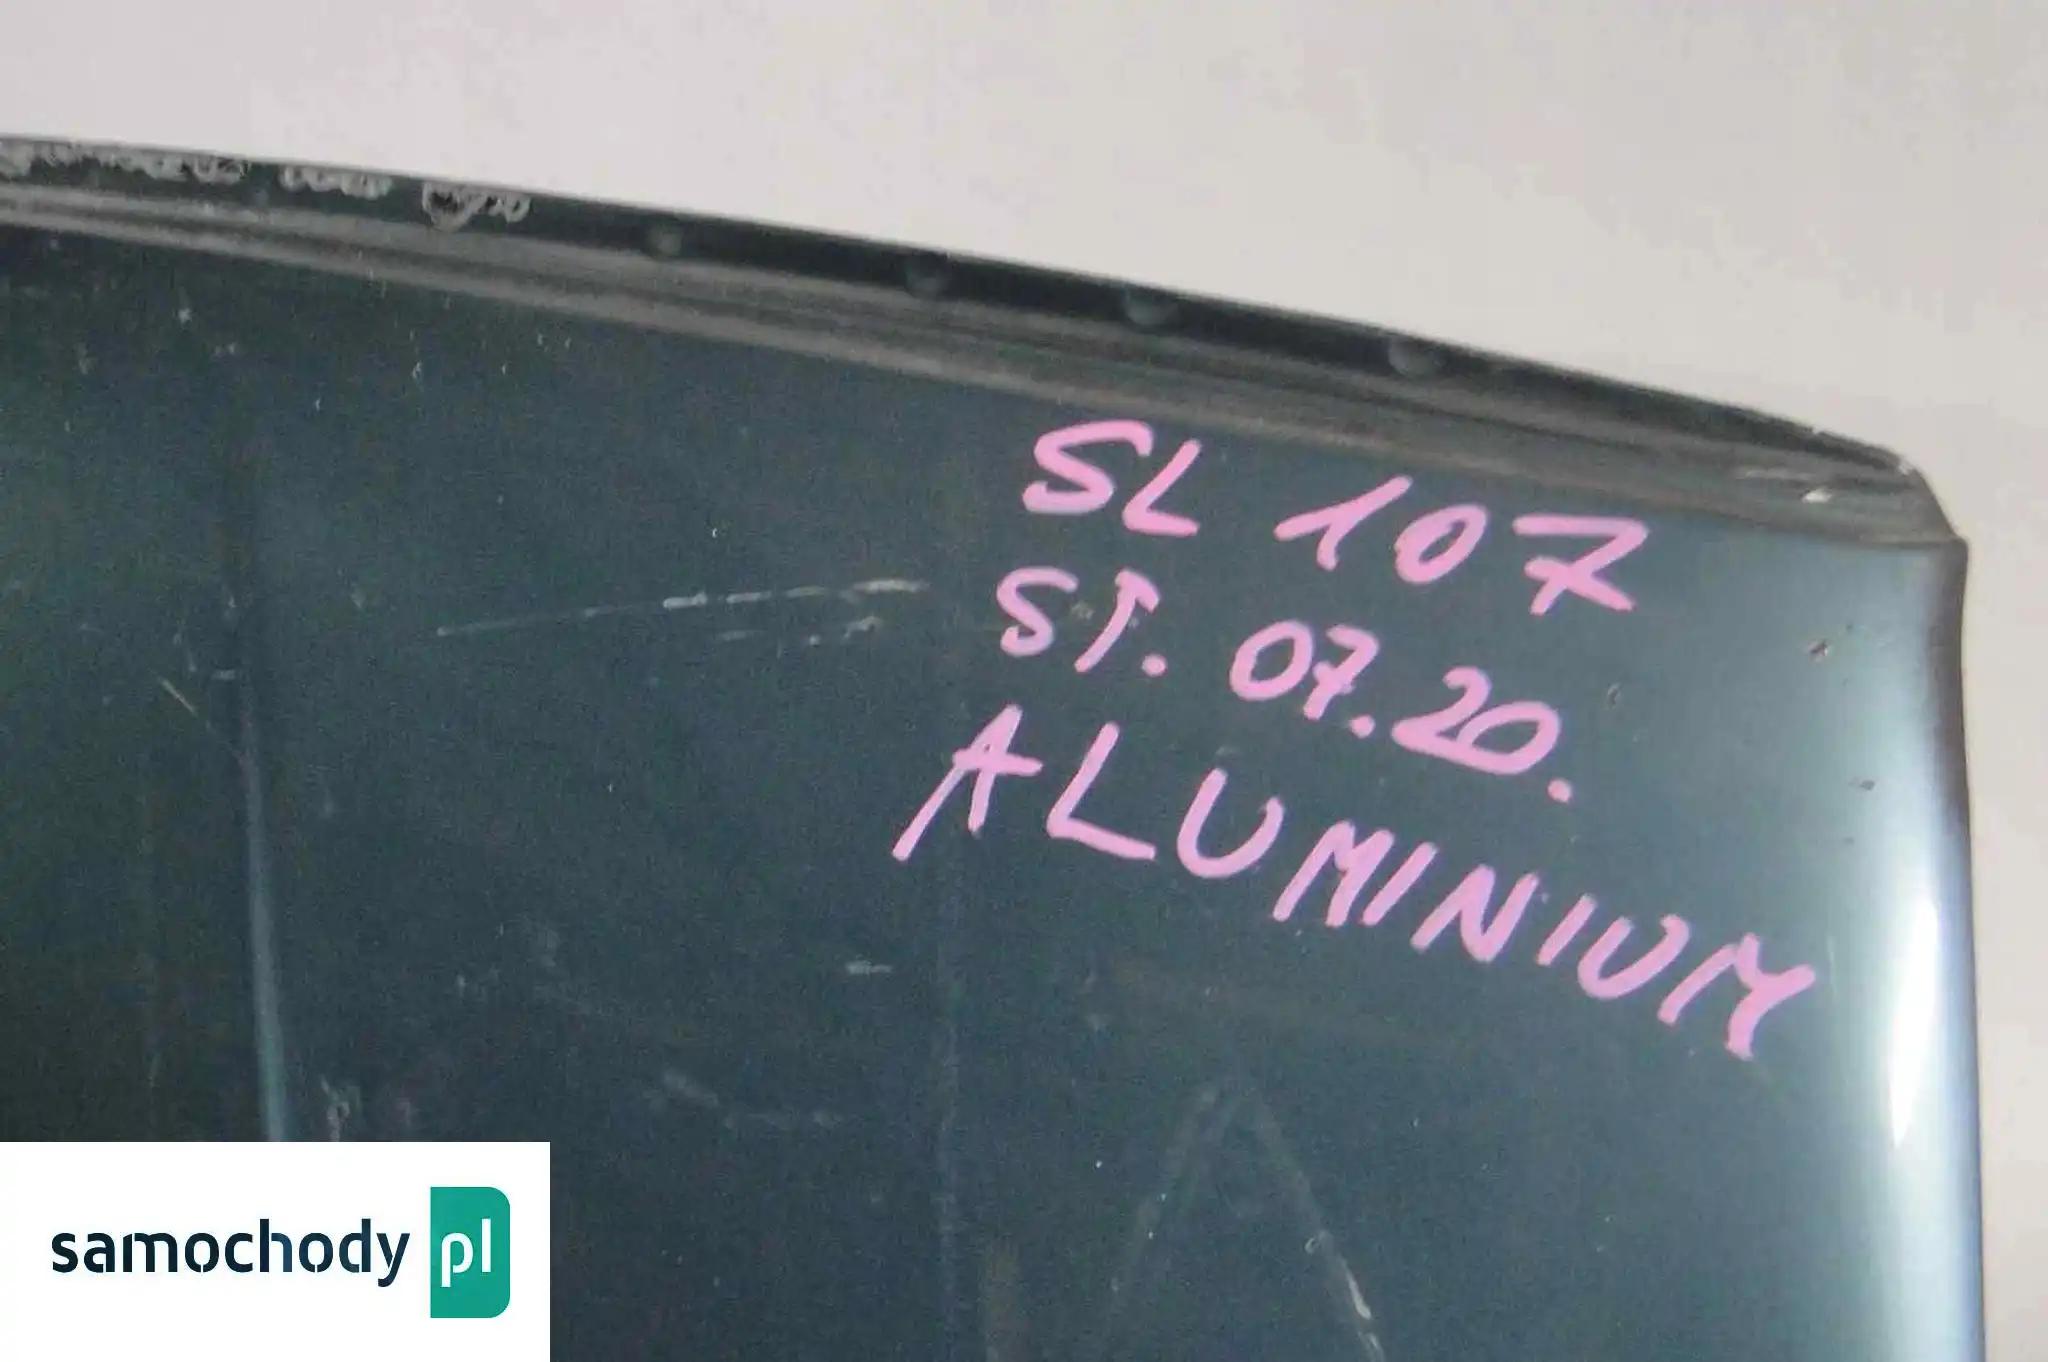 SL 107
ST. 07.20.
ALUMINIUM
samochody pl